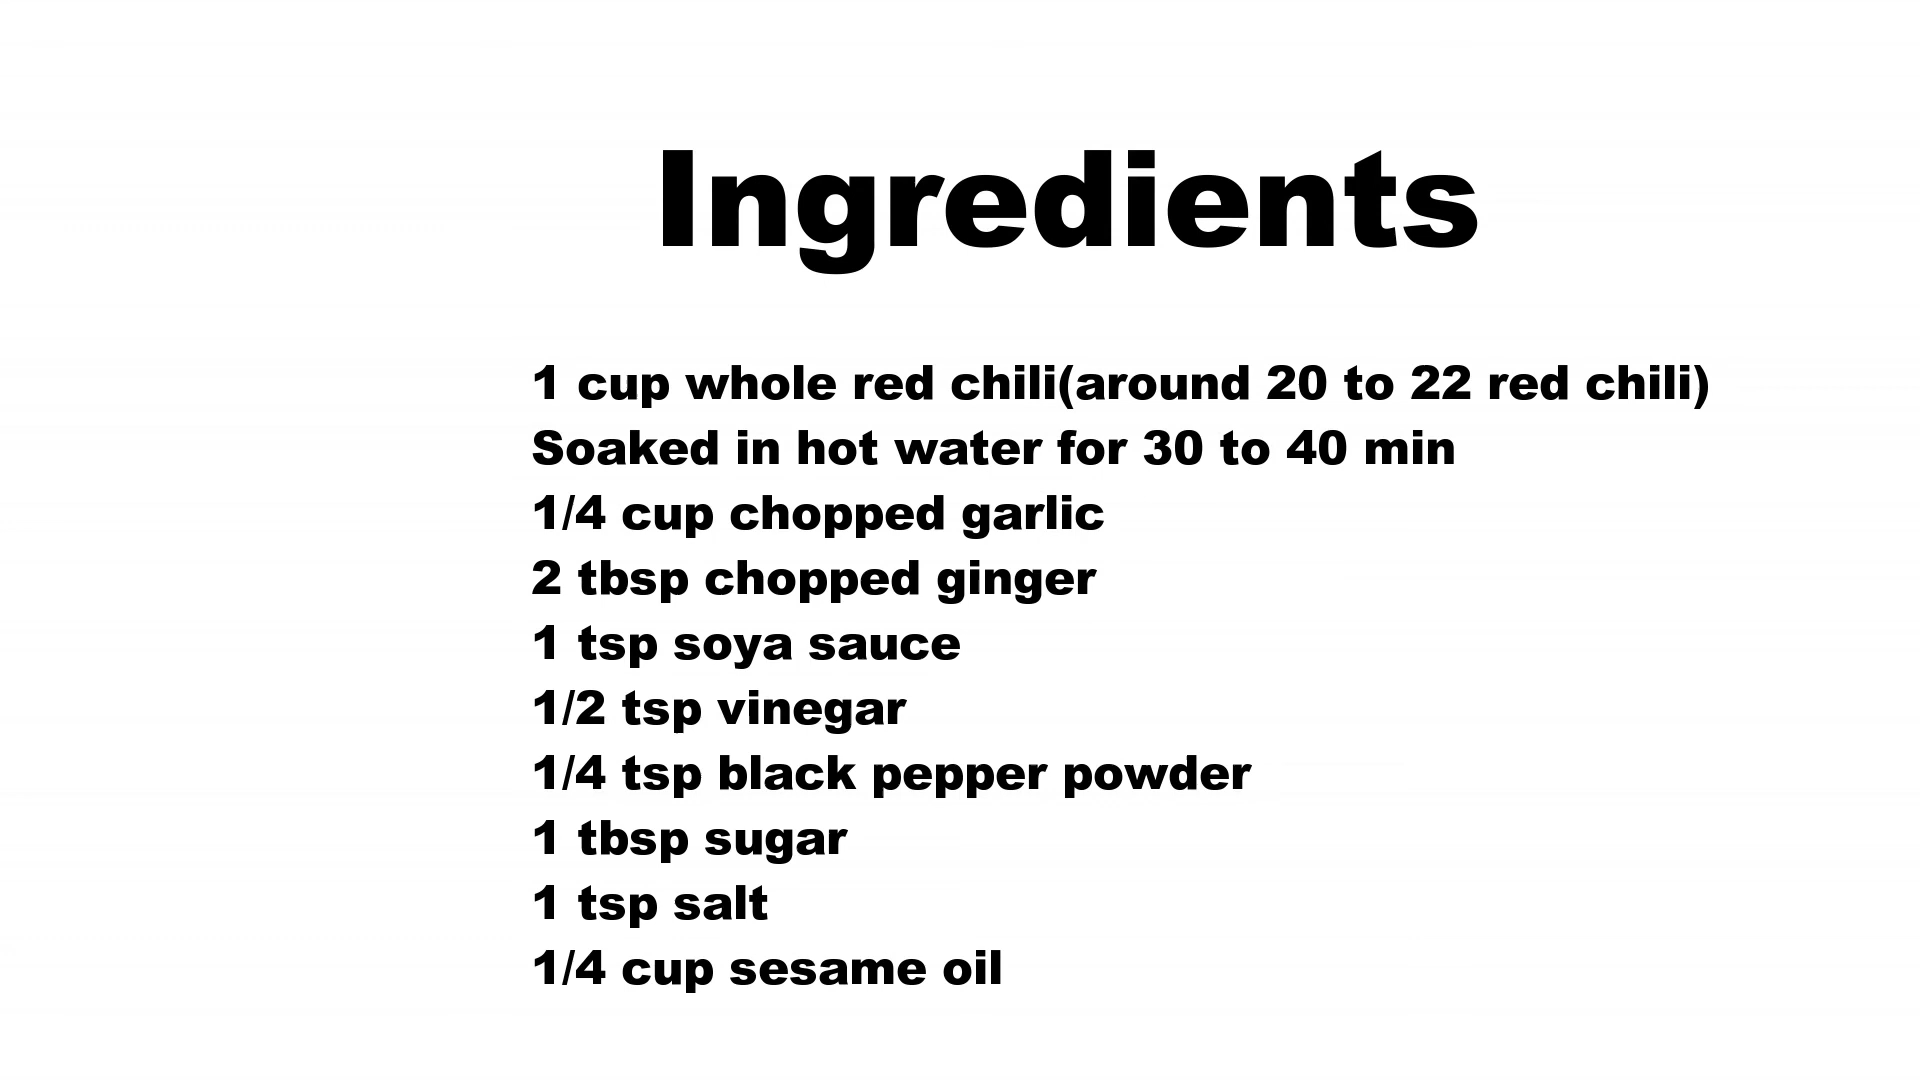 Ingredients
1 cup whole red chili(around 20 to 22 red chili)
Soaked in hot water for 30 to 40 min
1/4 cup chopped garlic
2 tbsp chopped ginger
1 tsp soya sauce
1/2 tsp vinegar
1/4 tsp black pepper powder
1 tbsp sugar
1 tsp salt
1/4 cup sesame oil